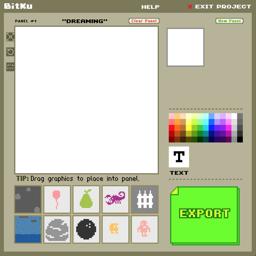 BitKu
HELP
EXIT PROJECT
PANEL #1
"DREAMING"
Clear Panel
New Panel
T
TEXT
TIP: Drag graphics to place into panel.
EXPORT